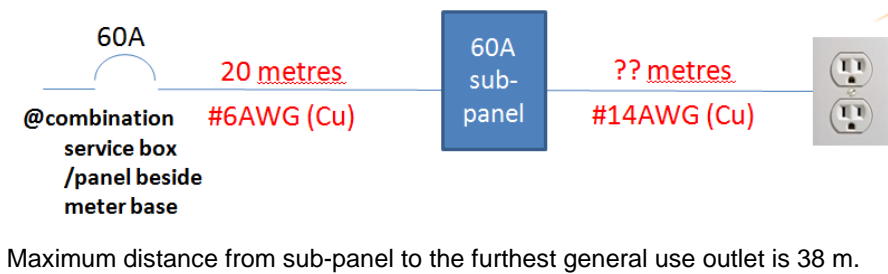 60A
20 metres
#6AWG (Cu)
@combination
service box
/panel beside
meter base
60A
sub-
panel
?? metres
#14AWG (Cu)
Maximum distance from sub-panel to the furthest general use outlet is 38 m.